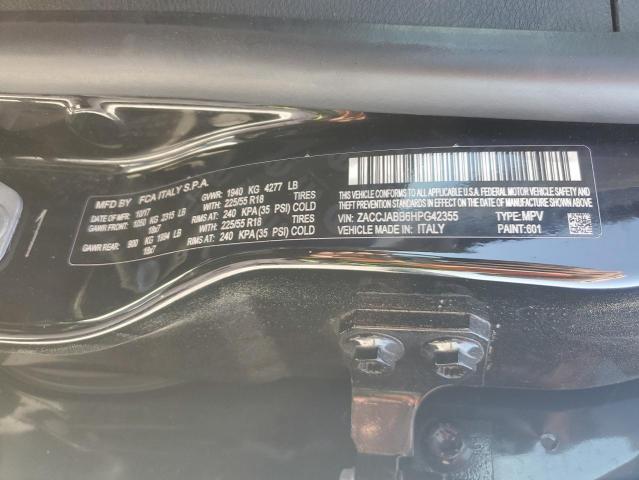 MFD BY FCA ITALY S.P.A.
10/17 GVWR: 1940 KG 4277 LB
GAWR FRONT: 1050 KG 2315 LB WITH: 225/55 R18 TIRES
18x7 RIMS AT: 240 KPA(35 PSI) COLD
GAWR REAR: 900 KG 1984 LB WITH: 225/55 R18 TIRES
18x7 RIMS AT: 240 KPA(35 PSI) COLD
THIS VEHICLE CONFORMS TO ALL APPLICABLE U.S.A. FEDERAL MOTOR
VEHICLE SAFETY, BUMPER, AND THEFT PREVENTION STANDARDS IN EFFECT ON THE DATE OF MANUFACTURE SHOWN ABOVE
VIN: ZACCJABB6HPG42355 TYPE: MPV
VEHICLE MADE IN: ITALY PAINT:601
1